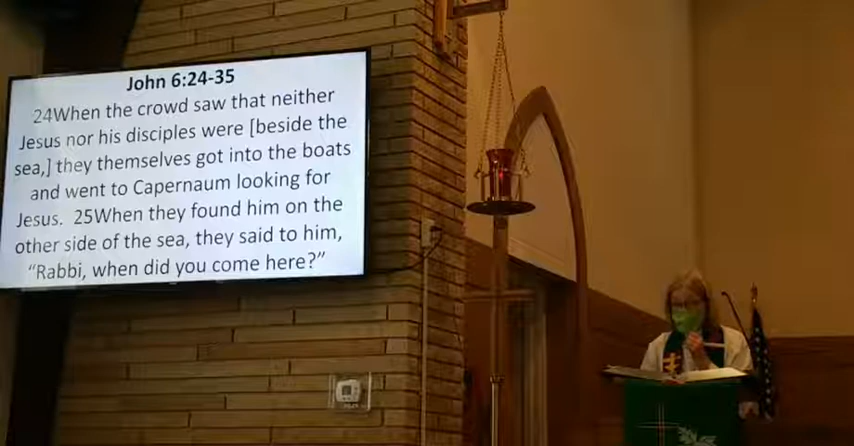 John 6:24-35
24When the crowd saw that neither
Jesus nor his disciples were [beside the
sea,] they themselves got into the boats
and went to Capernaum looking for
Jesus.  25When they found him on the
other side of the sea, they said to him,
“Rabbi, when did you come here?”